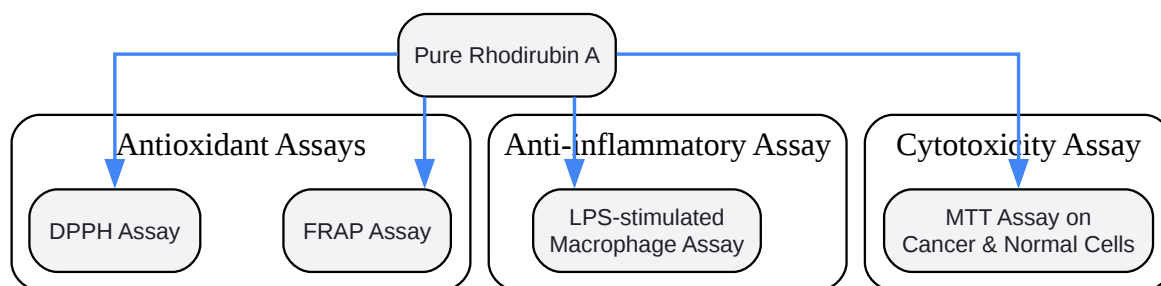 Pure Rhodirubin A
Antioxidant Assays
Anti-inflammatory Assay
Cytotoxicity Assay
DPPH Assay
FRAP Assay
LPS-stimulated
Macrophage Assay
MTT Assay on
Cancer & Normal Cells